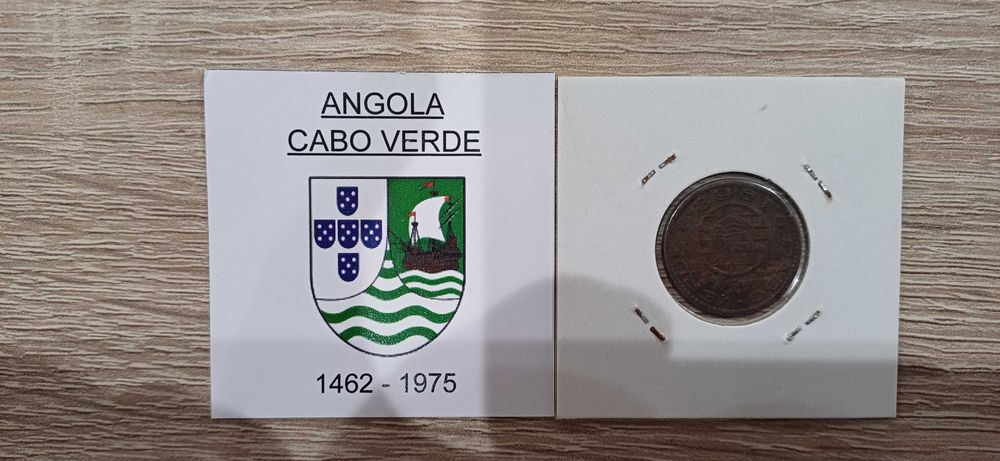 ANGOLA
CABO VERDE
1462 - 1975